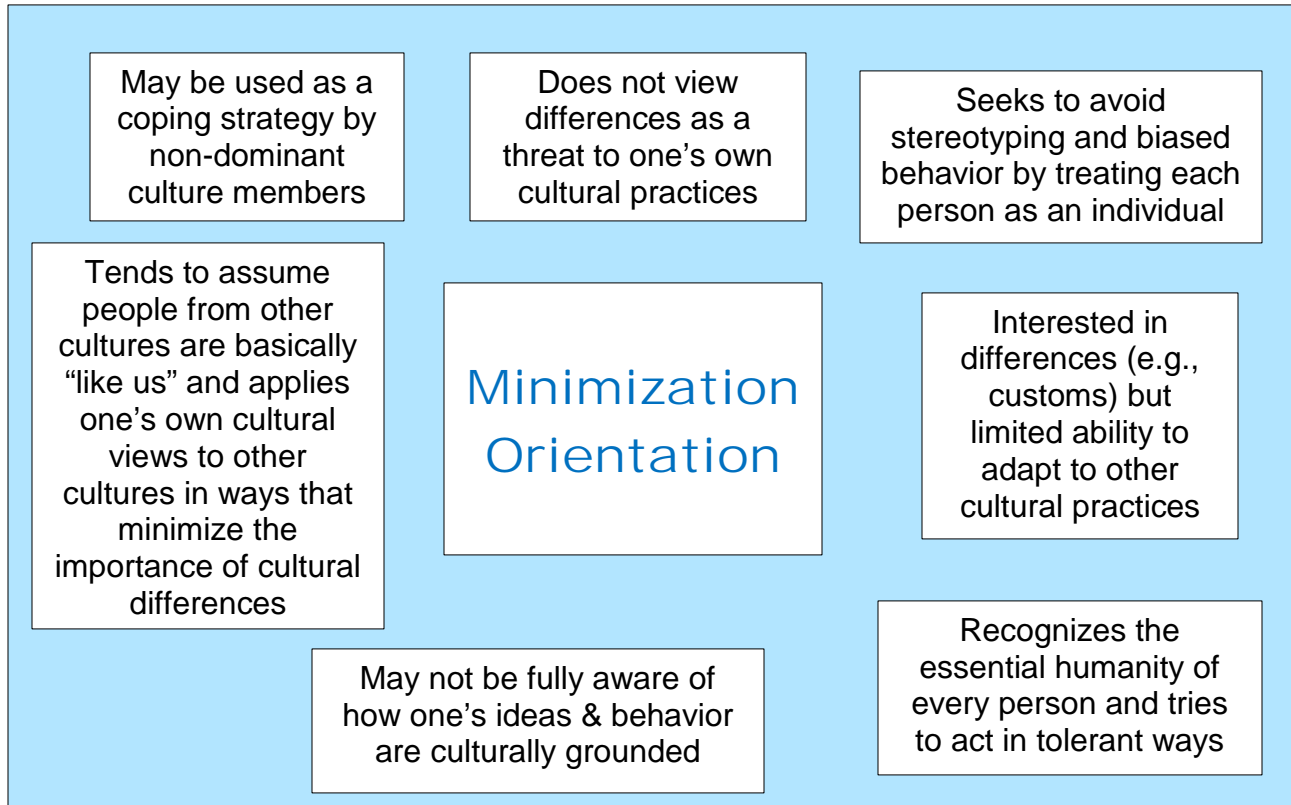 May be used as a
coping strategy by
non-dominant
culture members
Does not view
differences as a
threat to one’s own
cultural practices
Seeks to avoid
stereotyping and biased
behavior by treating each
person as an individual
Tends to assume
people from other
cultures are basically
“like us” and applies
one’s own cultural
views to other
cultures in ways that
minimize the
importance of cultural
differences
Minimization
Orientation
Interested in
differences (e.g.,
customs) but
limited ability to
adapt to other
cultural practices
May not be fully aware of
how one’s ideas & behavior
are culturally grounded
Recognizes the
essential humanity of
every person and tries
to act in tolerant ways